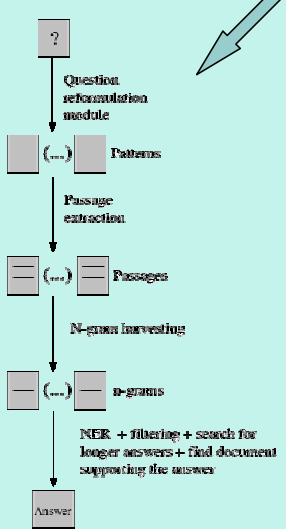 ?
Question
reformulation
module
(...) Patterns
Passage
extraction
(...) Passages
N-gram harvesting
(...) n-grams
NER + filtering + search for
longer answers + find document
supporting the answer
Answer